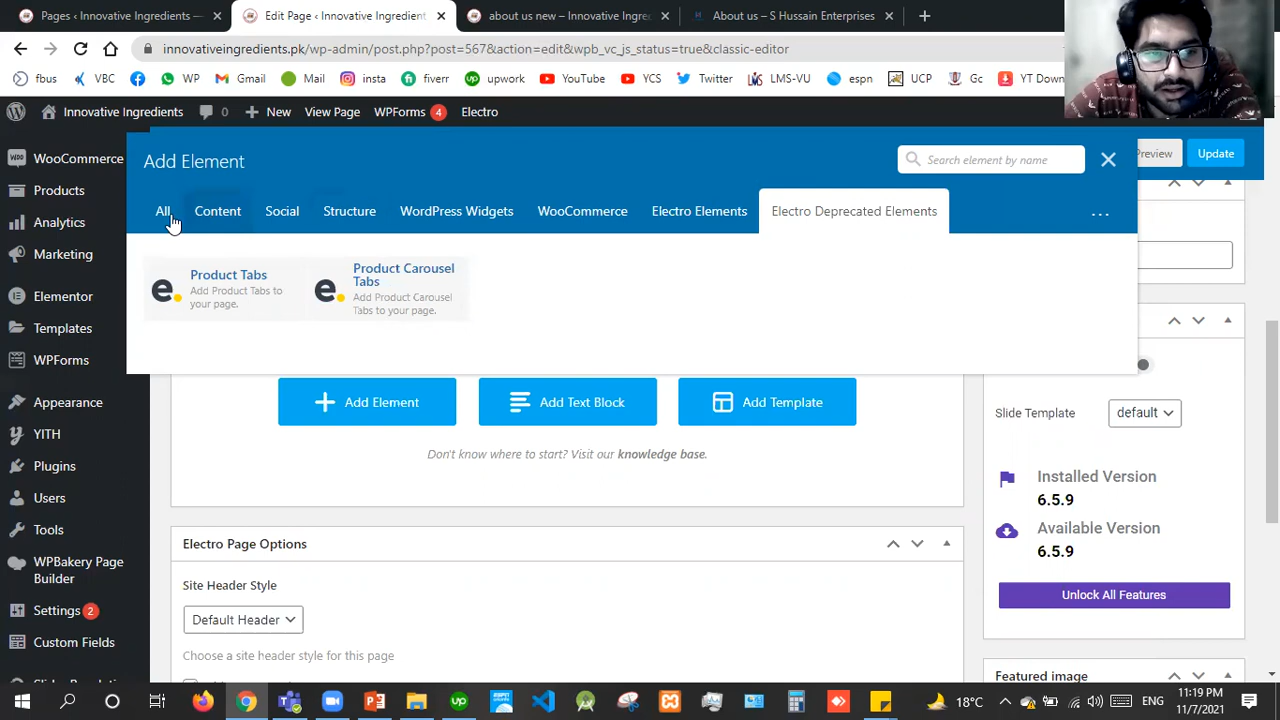 Pages ‹ Innovative Ingredients —
Edit Page ‹ Innovative Ingredient
about us new – Innovative Ingre
About us – S Hussain Enterprises
innovativeingredients.pk/wp-admin/post.php?post=567&action=edit&wpb_vc_js_status=true&classic-editor
fbus
VBC
WP
Gmail
Mail
insta
fiverr
upwork
YouTube
YCS
Twitter
LMS-VU
espn
UCP
Gc
YT Down
Innovative Ingredients
0
New
View Page
WPForms 4
Electro
WooCommerce
Products
Analytics
Marketing
Elementor
Templates
WPForms
Appearance
YITH
Plugins
Users
Tools
WPBakery Page
Builder
Settings 2
Custom Fields
Add Element
Search element by name
Preview
Update
All
Content
Social
Structure
WordPress Widgets
WooCommerce
Electro Elements
Electro Deprecated Elements
...
Product Tabs
Add Product Tabs to
your page.
Product Carousel
Tabs
Add Product Carousel
Tabs to your page.
Add Element
Add Text Block
Add Template
Don't know where to start? Visit our knowledge base.
Electro Page Options
Site Header Style
Default Header
Choose a site header style for this page
Slide Template
default
Installed Version
6.5.9
Available Version
6.5.9
Unlock All Features
Featured image
18°C
ENG
11:19 PM
11/7/2021